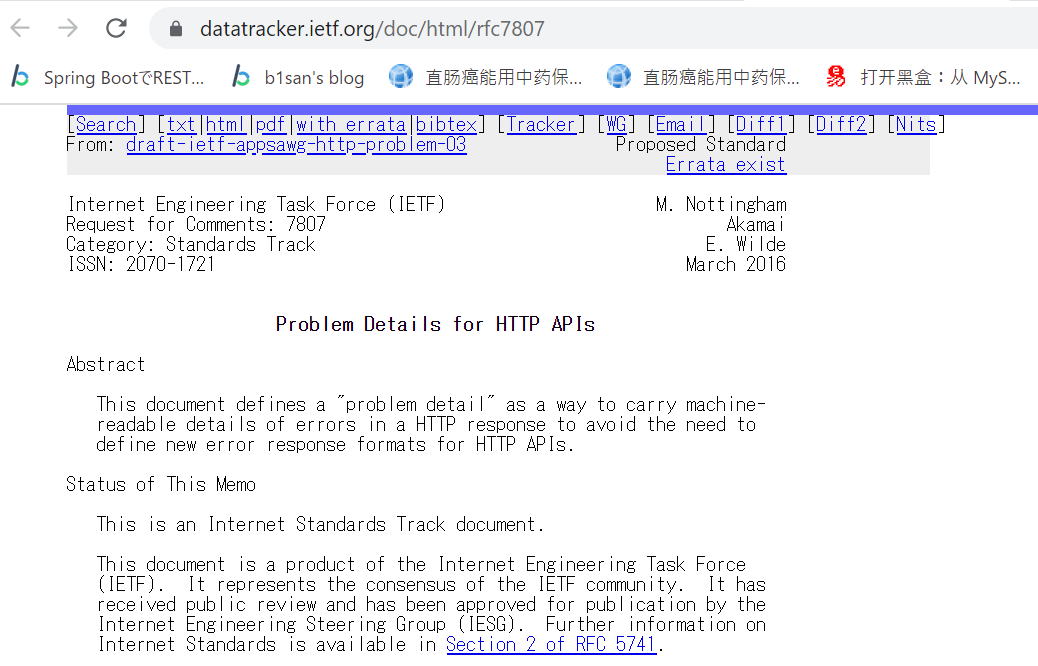 datatracker.ietf.org/doc/html/rfc7807
Spring BootでREST... b1san's blog 直肠癌能用中药保... 直肠癌能用中药保... 打开黑盒：从 MyS...
[Search] [txt|html|pdf|with errata|bibtex] [Tracker] [WG] [Email] [Diff1] [Diff2] [Nits]
From: draft-ietf-appsawg-http-problem-03 Proposed Standard
Errata exist
Internet Engineering Task Force (IETF) M. Nottingham
Request for Comments: 7807 Akamai
Category: Standards Track E. Wilde
ISSN: 2070-1721 March 2016
Problem Details for HTTP APIs
Abstract
This document defines a "problem detail" as a way to carry machine-
readable details of errors in a HTTP response to avoid the need to
define new error response formats for HTTP APIs.
Status of This Memo
This is an Internet Standards Track document.
This document is a product of the Internet Engineering Task Force
(IETF). It represents the consensus of the IETF community. It has
received public review and has been approved for publication by the
Internet Engineering Steering Group (IESG). Further information on
Internet Standards is available in Section 2 of RFC 5741.